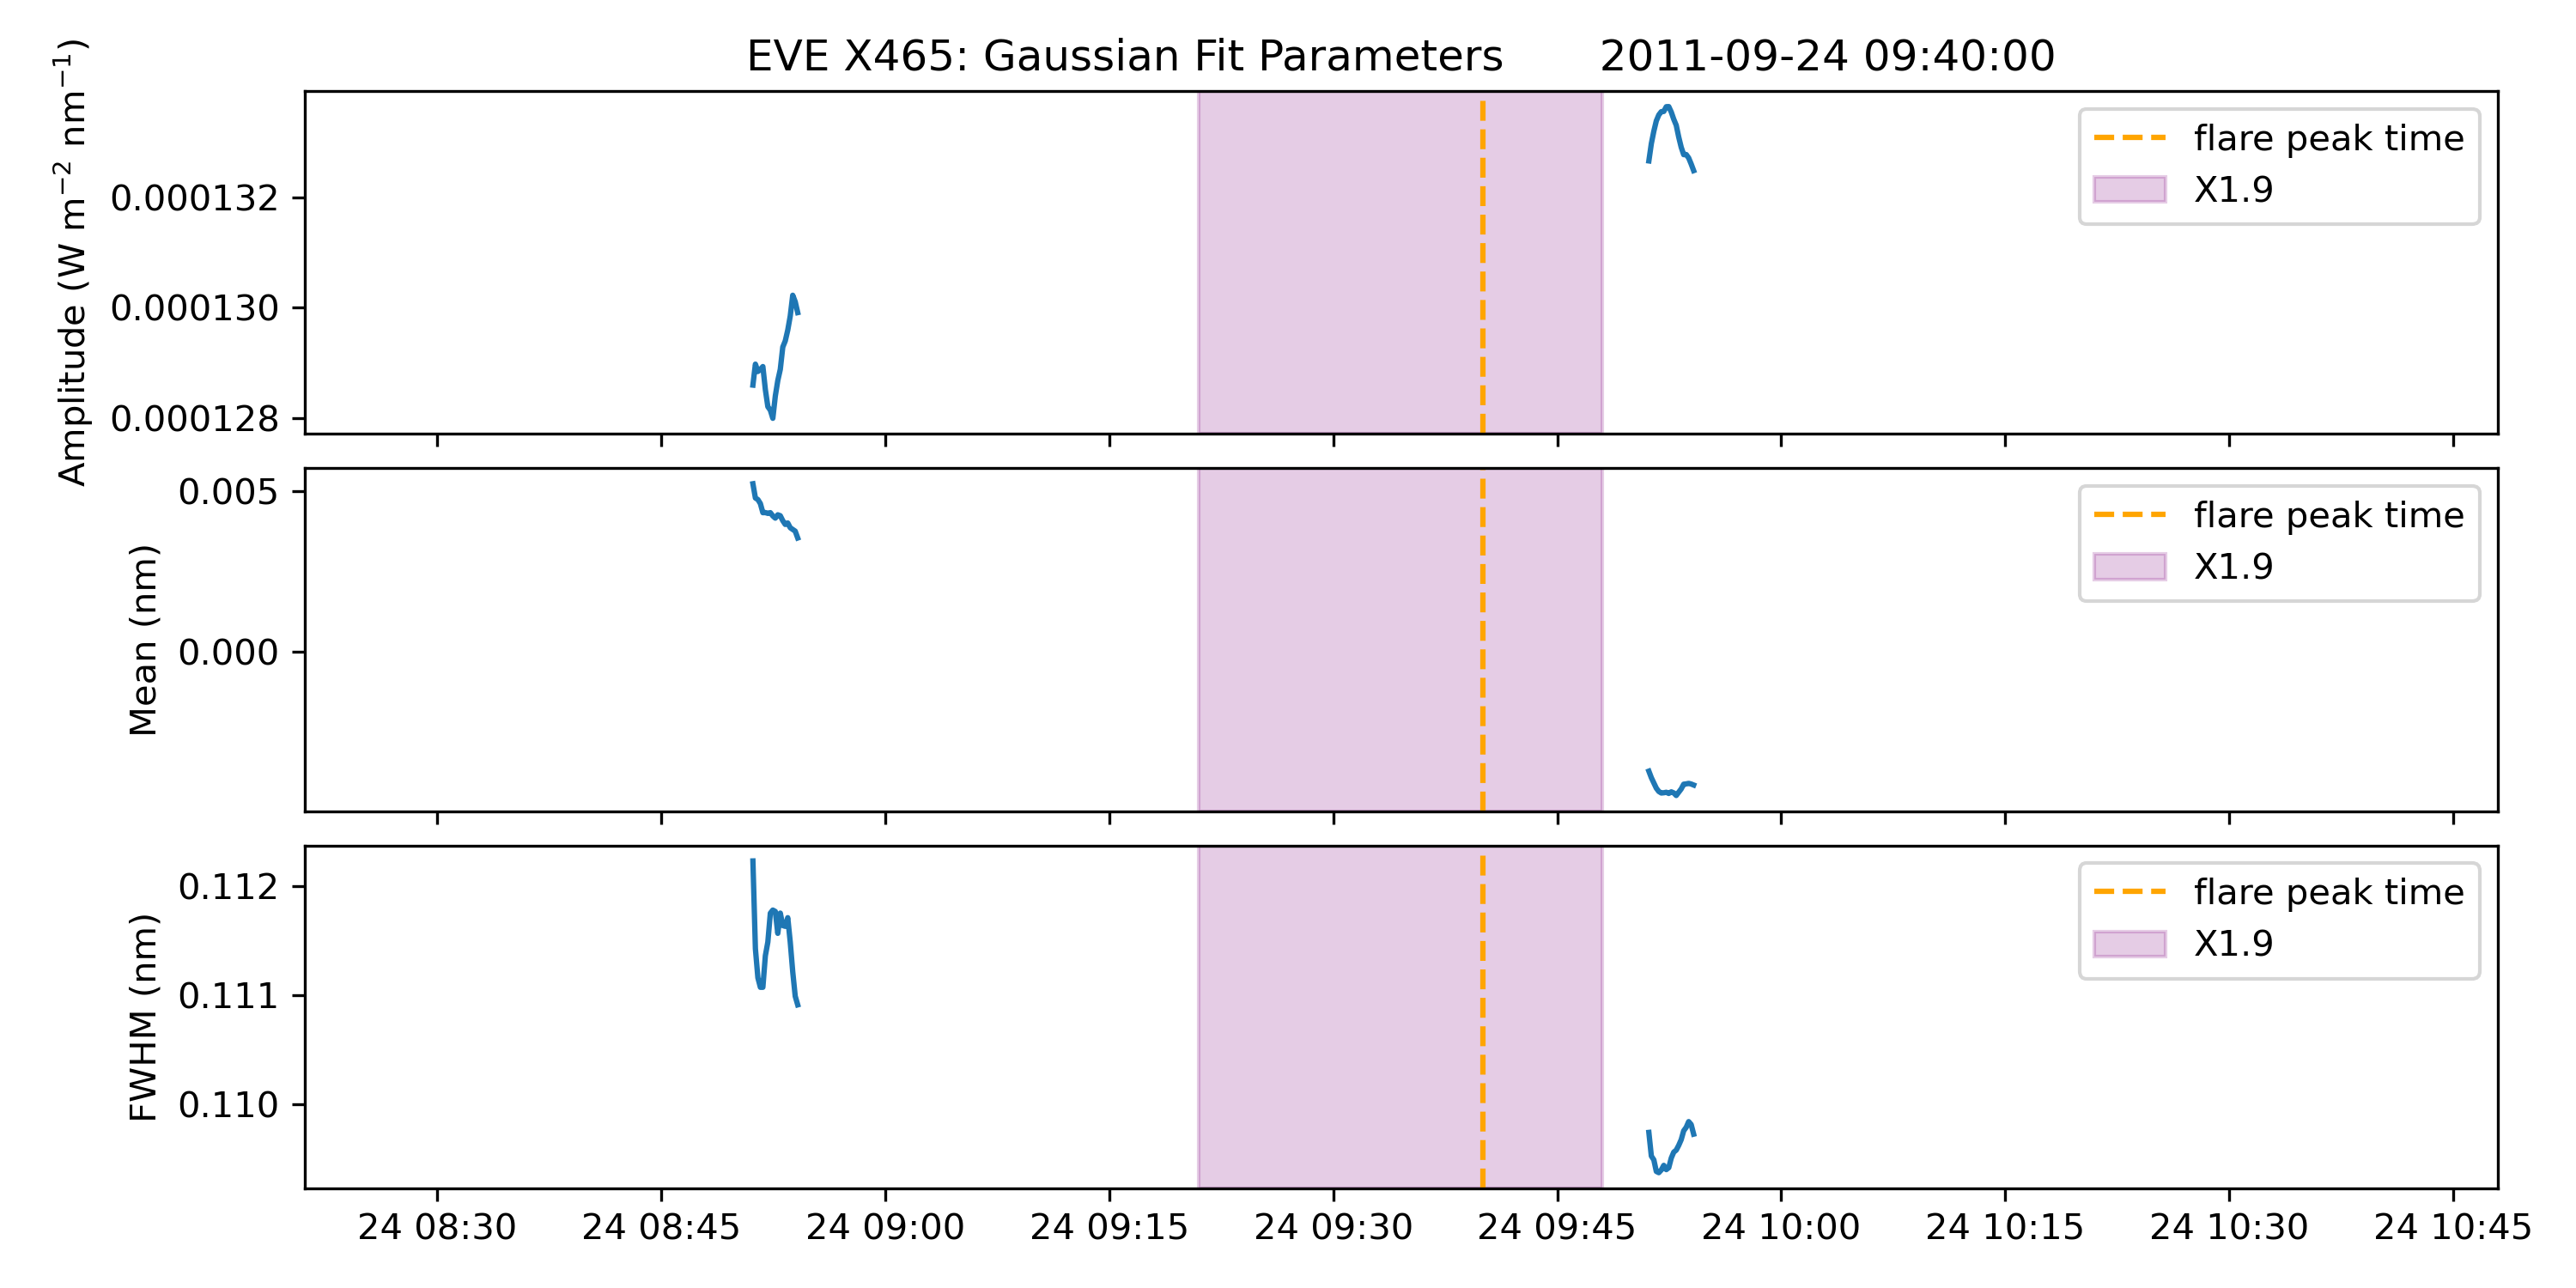 EVE X465: Gaussian Fit Parameters 2011-09-24 09:40:00
Amplitude (W m⁻² nm⁻¹)
0.000132
0.000130
0.000128
flare peak time
X1.9
Mean (nm)
0.005
0.000
flare peak time
X1.9
FWHM (nm)
0.112
0.111
0.110
flare peak time
X1.9
24 08:30 24 08:45 24 09:00 24 09:15 24 09:30 24 09:45 24 10:00 24 10:15 24 10:30 24 10:45